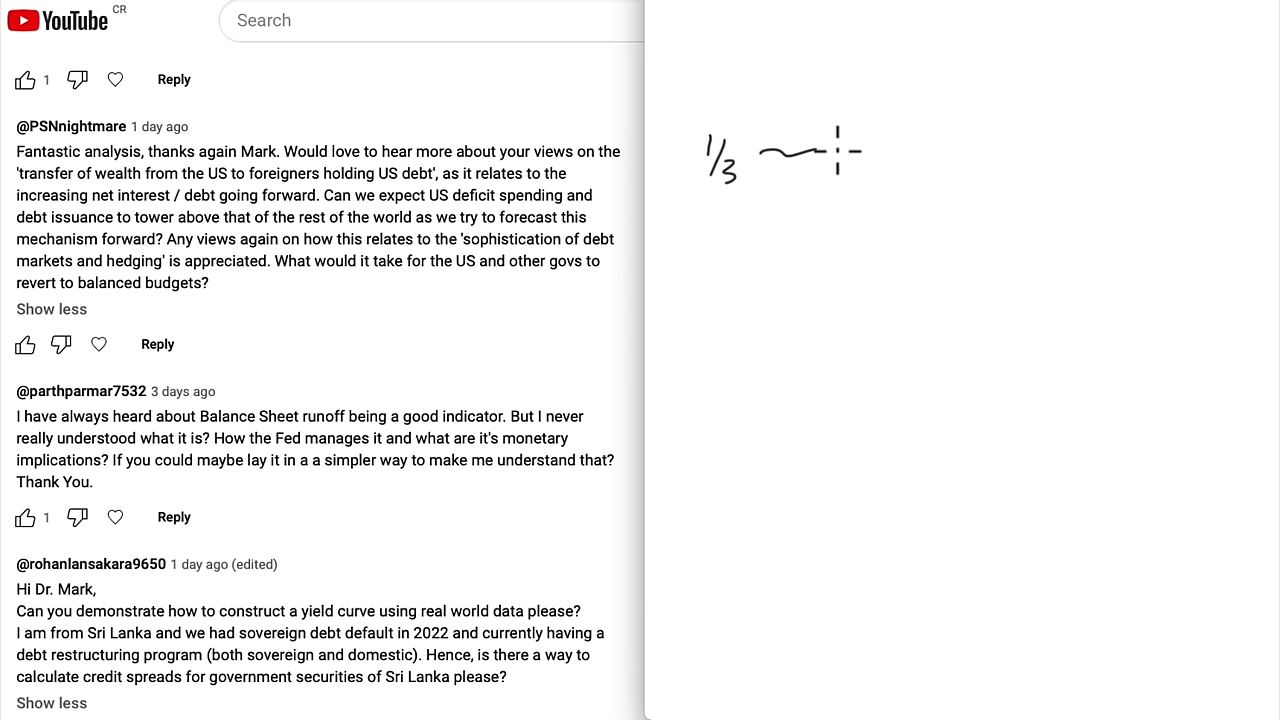 YouTube CR
Search
1 Reply
@PSNnightmare 1 day ago
Fantastic analysis, thanks again Mark. Would love to hear more about your views on the
'transfer of wealth from the US to foreigners holding US debt', as it relates to the
increasing net interest / debt going forward. Can we expect US deficit spending and
debt issuance to tower above that of the rest of the world as we try to forecast this
mechanism forward? Any views again on how this relates to the 'sophistication of debt
markets and hedging' is appreciated. What would it take for the US and other govs to
revert to balanced budgets?
Show less
Reply
@parthparmar7532 3 days ago
I have always heard about Balance Sheet runoff being a good indicator. But I never
really understood what it is? How the Fed manages it and what are it's monetary
implications? If you could maybe lay it in a a simpler way to make me understand that?
Thank You.
1 Reply
@rohanlansakara9650 1 day ago (edited)
Hi Dr. Mark,
Can you demonstrate how to construct a yield curve using real world data please?
I am from Sri Lanka and we had sovereign debt default in 2022 and currently having a
debt restructuring program (both sovereign and domestic). Hence, is there a way to
calculate credit spreads for government securities of Sri Lanka please?
Show less
1/3